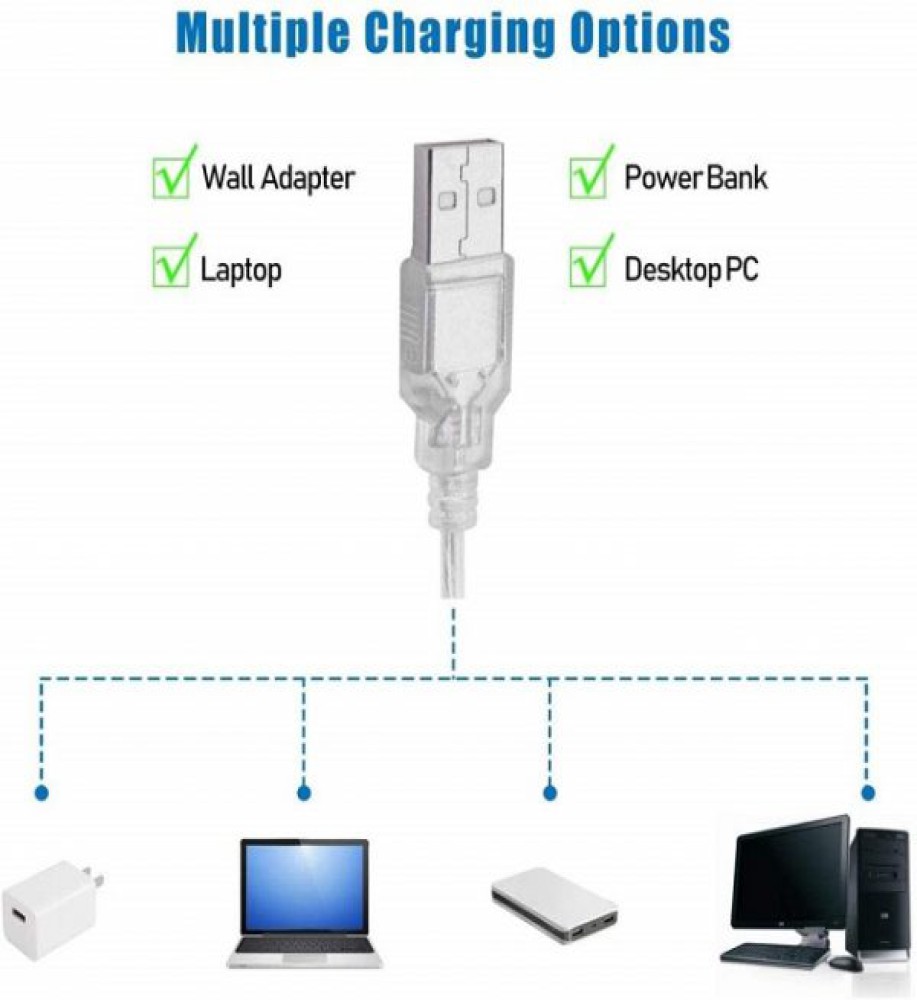 Multiple Charging Options
Wall Adapter
Power Bank
Laptop
Desktop PC